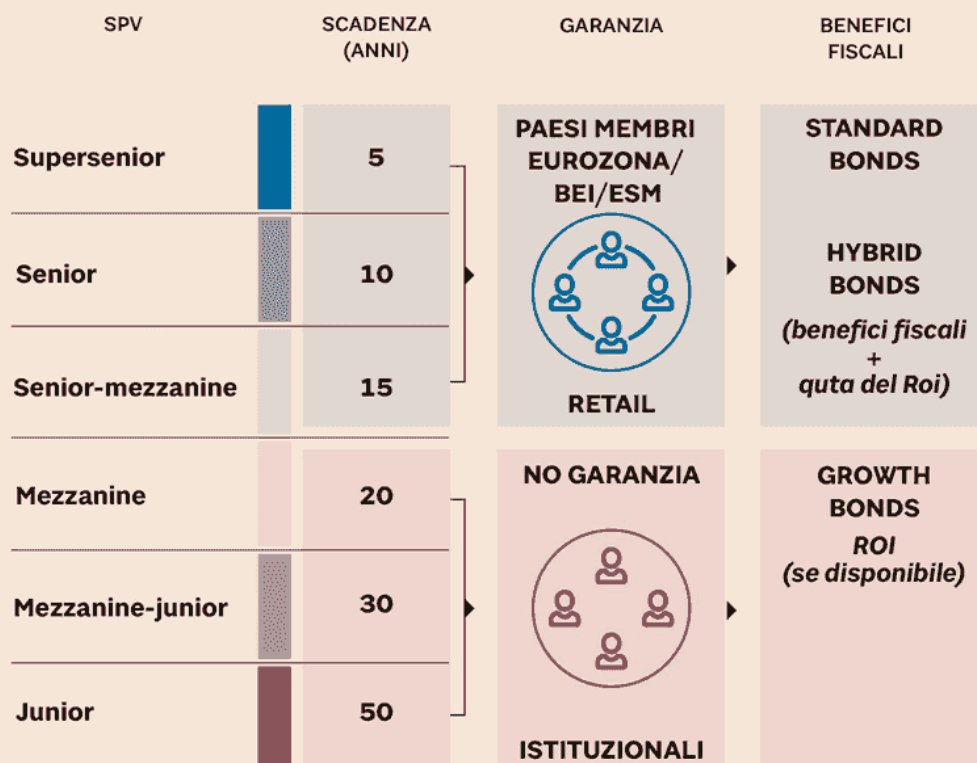 SPV
SCADENZA
(ANNI)
GARANZIA
BENEFICI
FISCALI
Supersenior
5
Senior
10
Senior-mezzanine
15
PAESI MEMBRI
EUROZONA/
BEI/ESM
RETAIL
STANDARD
BONDS
HYBRID
BONDS
(benefici fiscali
+
quta del Roi)
Mezzanine
20
Mezzanine-junior
30
Junior
50
NO GARANZIA
ISTITUZIONALI
GROWTH
BONDS
ROI
(se disponibile)